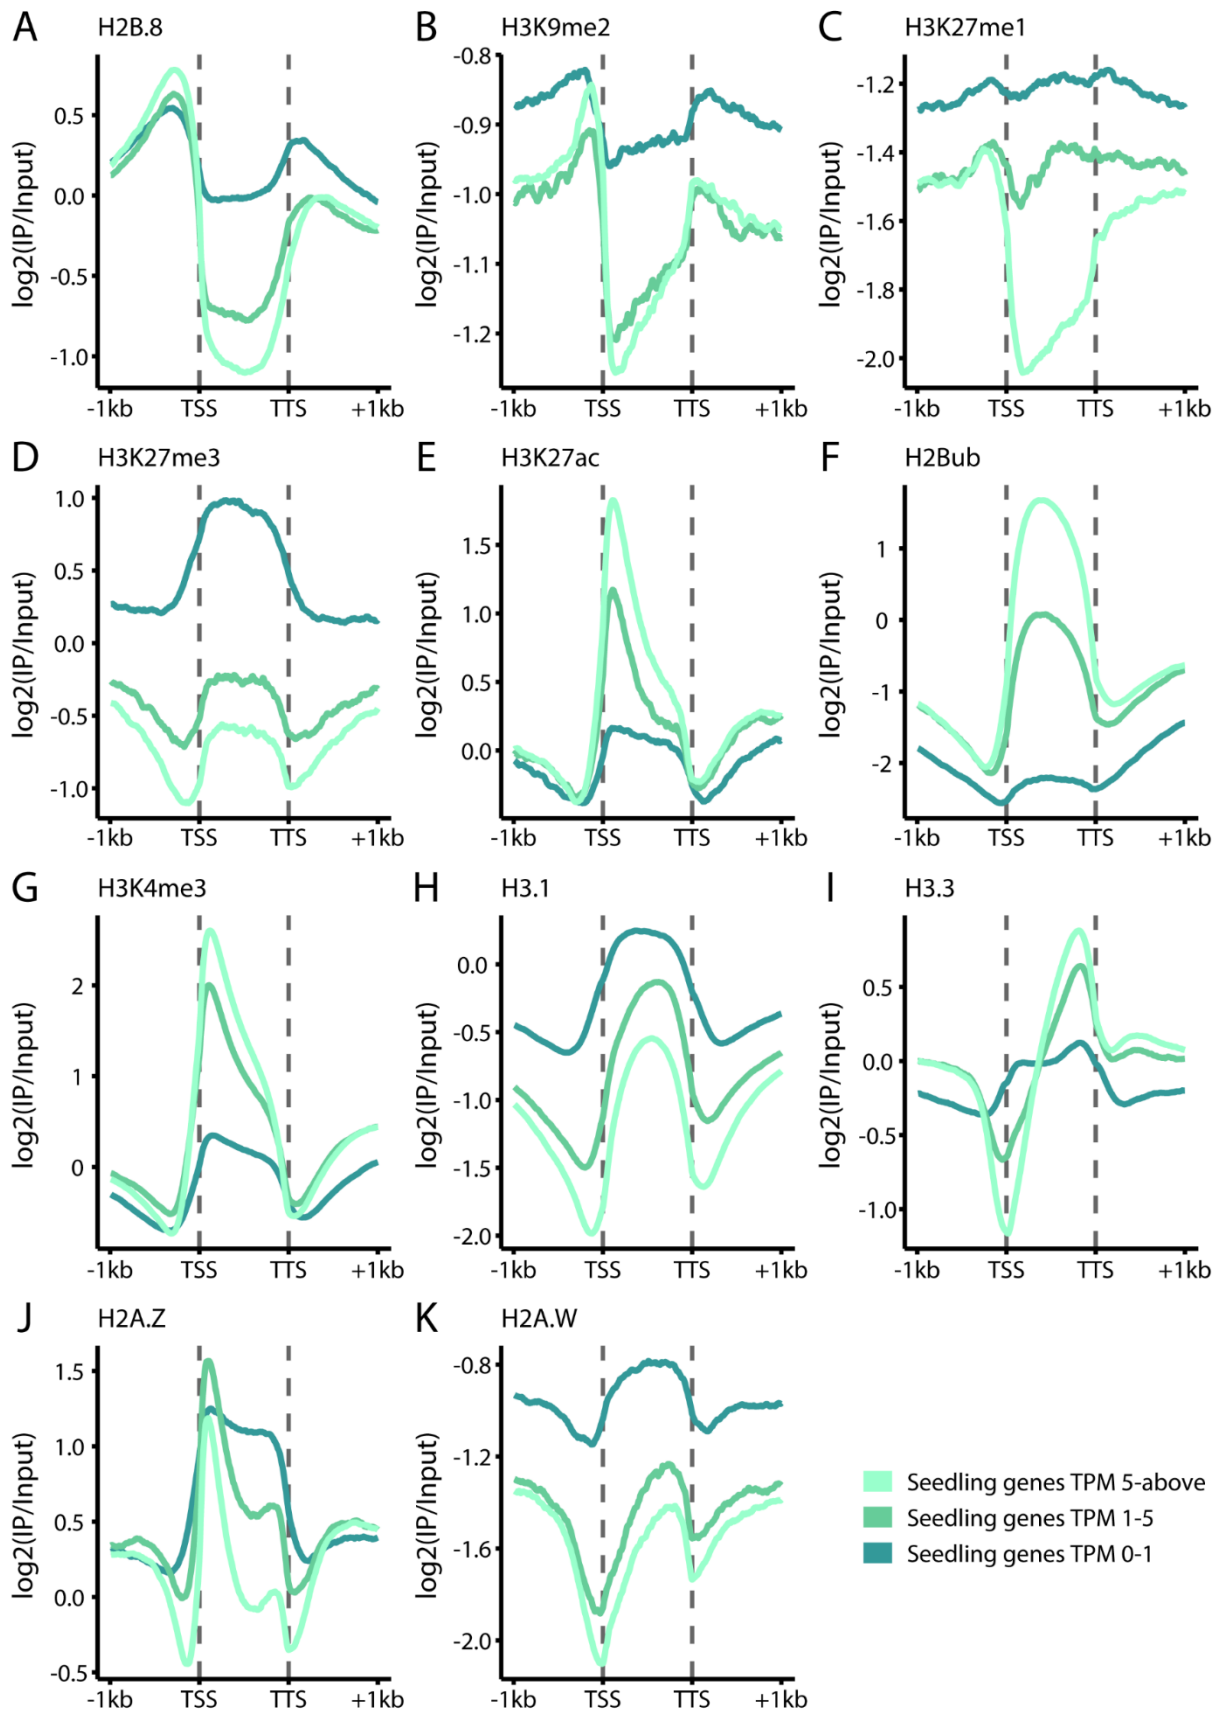 A H2B.8
log2(IP/Input)
0.5
0.0
-0.5
-1.0
-1kb TSS TTS +1kb
B H3K9me2
log2(IP/Input)
-0.8
-0.9
-1.0
-1.1
-1.2
-1kb TSS TTS +1kb
C H3K27me1
log2(IP/Input)
-1.2
-1.4
-1.6
-1.8
-2.0
-1kb TSS TTS +1kb
D H3K27me3
log2(IP/Input)
1.0
0.5
0.0
-0.5
-1.0
-1kb TSS TTS +1kb
E H3K27ac
log2(IP/Input)
1.5
1.0
0.5
0.0
-1kb TSS TTS +1kb
F H2Bub
log2(IP/Input)
1
0
-1
-2
-1kb TSS TTS +1kb
G H3K4me3
log2(IP/Input)
2
1
0
-1kb TSS TTS +1kb
H H3.1
log2(IP/Input)
0.0
-0.5
-1.0
-1.5
-2.0
-1kb TSS TTS +1kb
I H3.3
log2(IP/Input)
0.5
0.0
-0.5
-1.0
-1kb TSS TTS +1kb
J H2A.Z
log2(IP/Input)
1.5
1.0
0.5
0.0
-0.5
-1kb TSS TTS +1kb
K H2A.W
log2(IP/Input)
-0.8
-1.2
-1.6
-2.0
-1kb TSS TTS +1kb
Seedling genes TPM 5-above
Seedling genes TPM 1-5
Seedling genes TPM 0-1